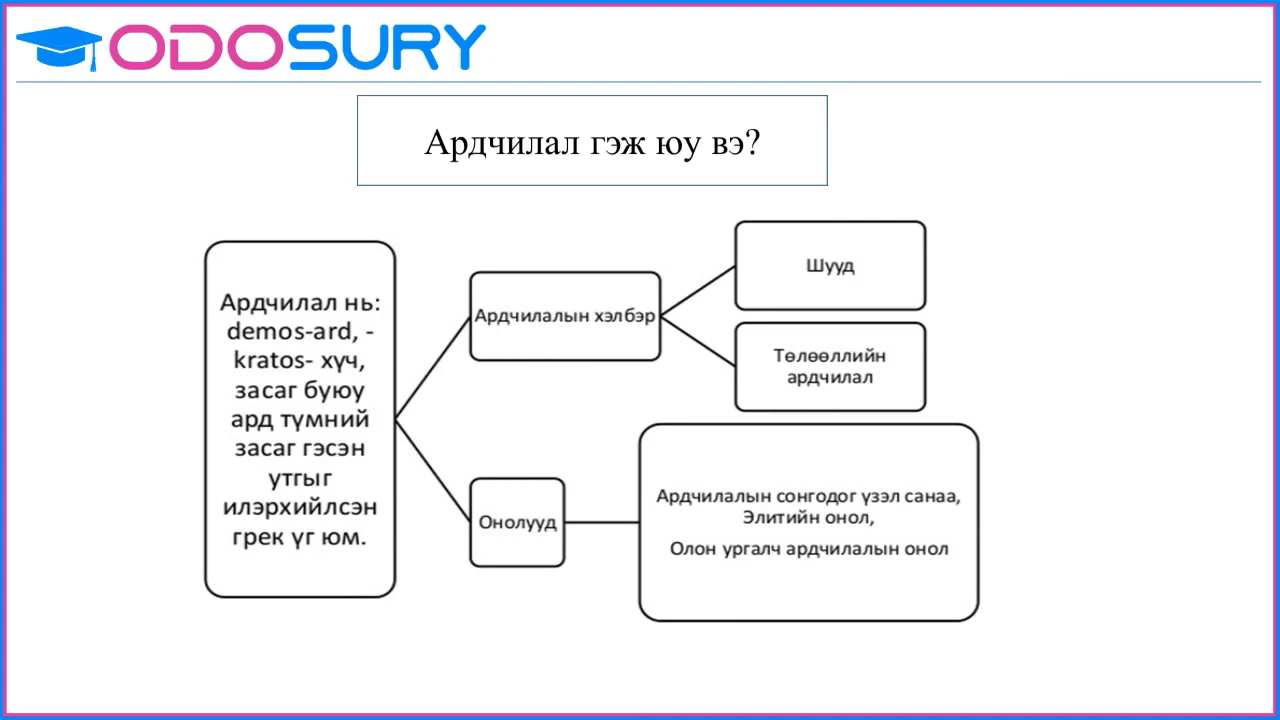 ODOSURY
Ардчилал гэж юу вэ?
Ардчилал нь:
demos-ard, -
kratos- хүч,
засаг буюу
ард түмний
засаг гэсэн
утгыг
илэрхийлсэн
грек үг юм.
Ардчилалын хэлбэр
Шууд
Төлөөллийн
ардчилал
Онолууд
Ардчилалын сонгодог үзэл санаа,
Элитийн онол,
Олон ургалч ардчилалын онол